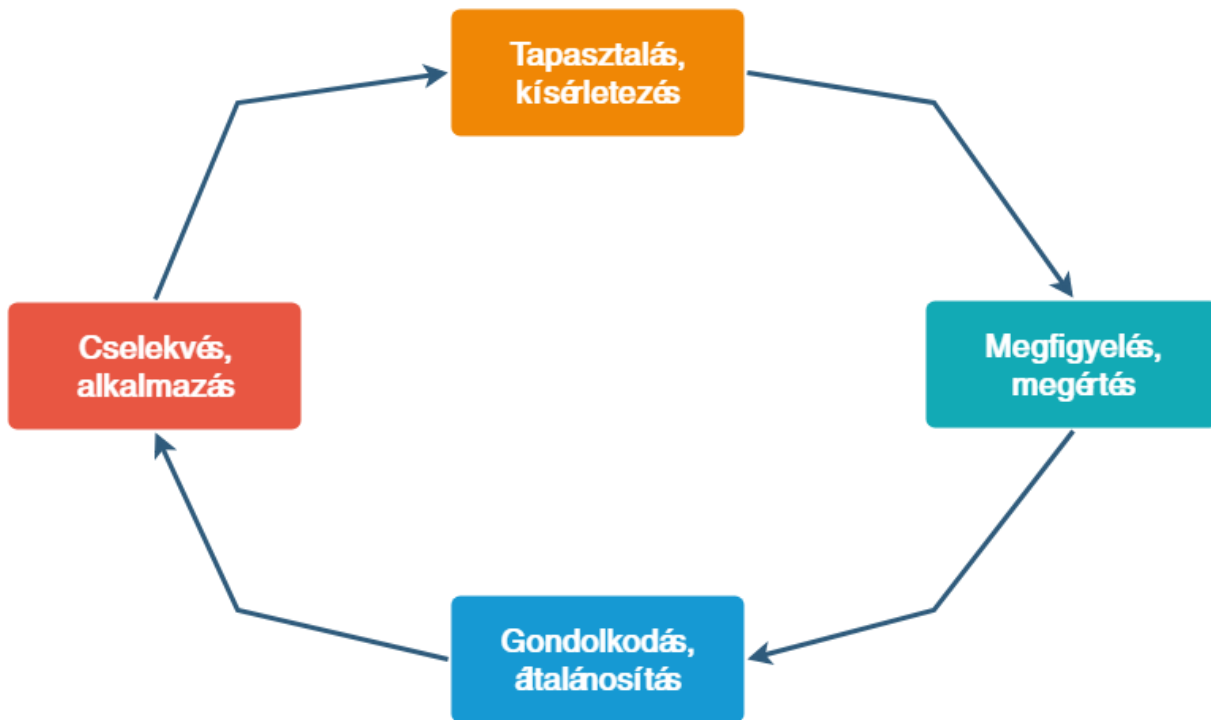 Tapasztalás,
kísérletezés
Megfigyelés,
megértés
Gondolkodás,
általánosítás
Cselekvés,
alkalmazás